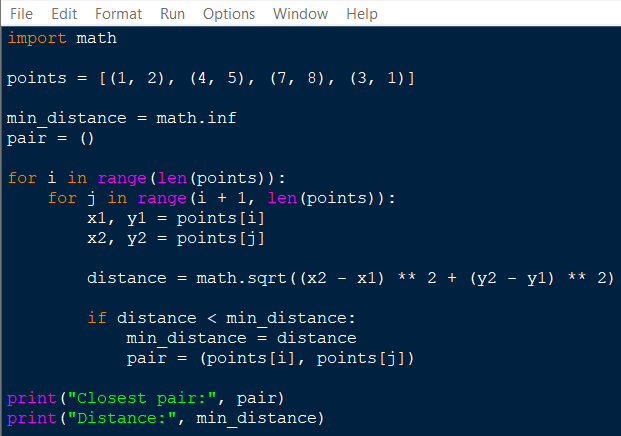 File Edit Format Run Options Window Help
import math

points = [(1, 2), (4, 5), (7, 8), (3, 1)]

min_distance = math.inf
pair = ()

for i in range(len(points)):
    for j in range(i + 1, len(points)):
        x1, y1 = points[i]
        x2, y2 = points[j]

        distance = math.sqrt((x2 - x1) ** 2 + (y2 - y1) ** 2)

        if distance < min_distance:
            min_distance = distance
            pair = (points[i], points[j])

print("Closest pair:", pair)
print("Distance:", min_distance)